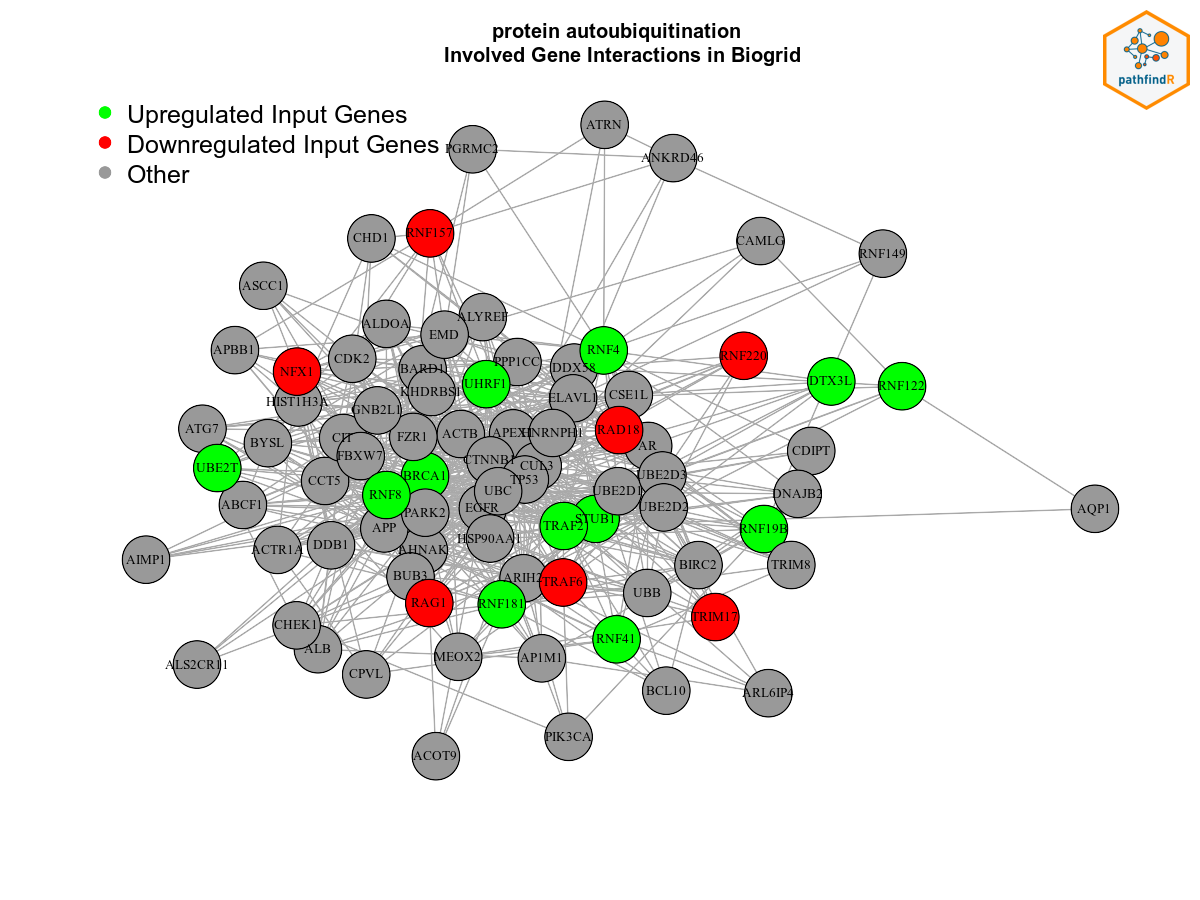 protein autoubiquitination
Involved Gene Interactions in Biogrid
pathfindR
Upregulated Input Genes
Downregulated Input Genes
Other
ATRN
PGRMC2
ANKRD46
RNF157
CHD1
CAMLG
RNF149
ASCC1
ALDOA
ALYREF
EMD
APBB1
CDK2
PPP1CC
RNF4
RNF220
NFX1
BARD1
DDX58
UHRF1
DTX3L
RNF122
KHDRBS1
HIST1H3A
ELAVL1
CSE1L
GNB2L1
ATG7
BYSL
CIT
FZR1
ACTB
APEX1
HNRNPH1
RAD18
AR
CDIPT
FBXW7
UBE2T
CTNNB1
CUL3
BRCA1
TP53
UBE2D3
CCT5
RNF8
UBC
UBE2D1
DNAJB2
ABCF1
EGFR
UBE2D2
AQP1
PARK2
APP
TRAF2
STUB1
RNF19B
HSP90AA1
DDB1
ACTR1A
AHNAK
AIMP1
BIRC2
TRIM8
BUB3
ARIH2
TRAF6
UBB
RAG1
RNF181
TRIM17
CHEK1
RNF41
ALB
MEOX2
AP1M1
ALS2CR11
CPVL
BCL10
ARL6IP4
PIK3CA
ACOT9